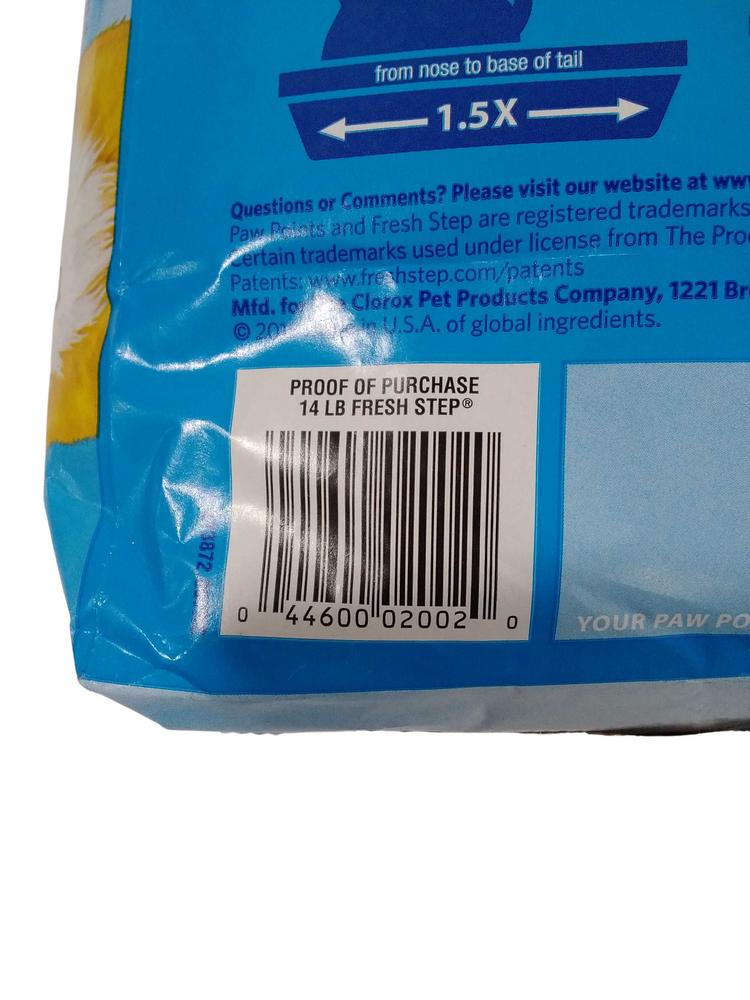 from nose to base of tail
1.5X
Questions or Comments? Please visit our website at www
Paw Points and Fresh Step are registered trademarks
Certain trademarks used under license from The Pro
Patents: www.freshstep.com/patents
Mfd. for Clorox Pet Products Company, 1221 Br
© in U.S.A. of global ingredients.
PROOF OF PURCHASE
14 LB FRESH STEP®
0 44600 02002 0
YOUR PAW PO